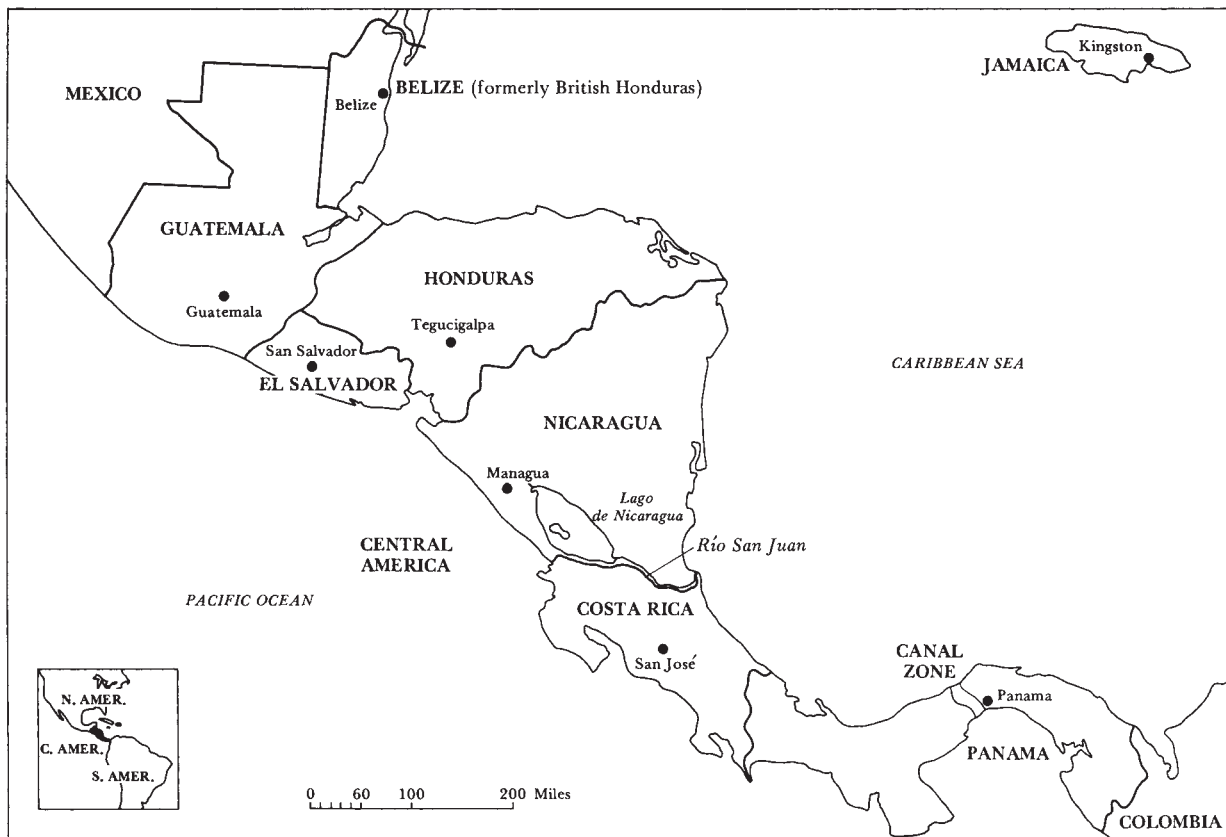 Kingston
JAMAICA
MEXICO
Belize
BELIZE (formerly British Honduras)
GUATEMALA
HONDURAS
Guatemala
Tegucigalpa
San Salvador
EL SALVADOR
CARIBBEAN SEA
NICARAGUA
Managua
Lago
de Nicaragua
Río San Juan
CENTRAL
AMERICA
PACIFIC OCEAN
COSTA RICA
San José
CANAL
ZONE
Panama
PANAMA
COLOMBIA
N. AMER.
C. AMER.
S. AMER.
0 60 100 200 Miles